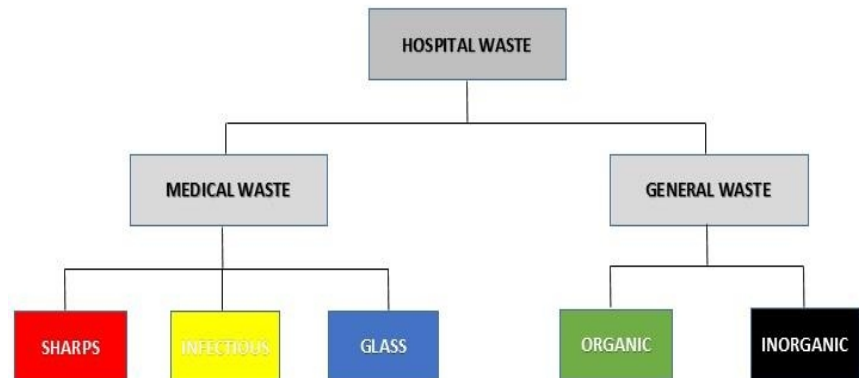 HOSPITAL WASTE
MEDICAL WASTE
GENERAL WASTE
SHARPS
INFECTIOUS
GLASS
ORGANIC
INORGANIC